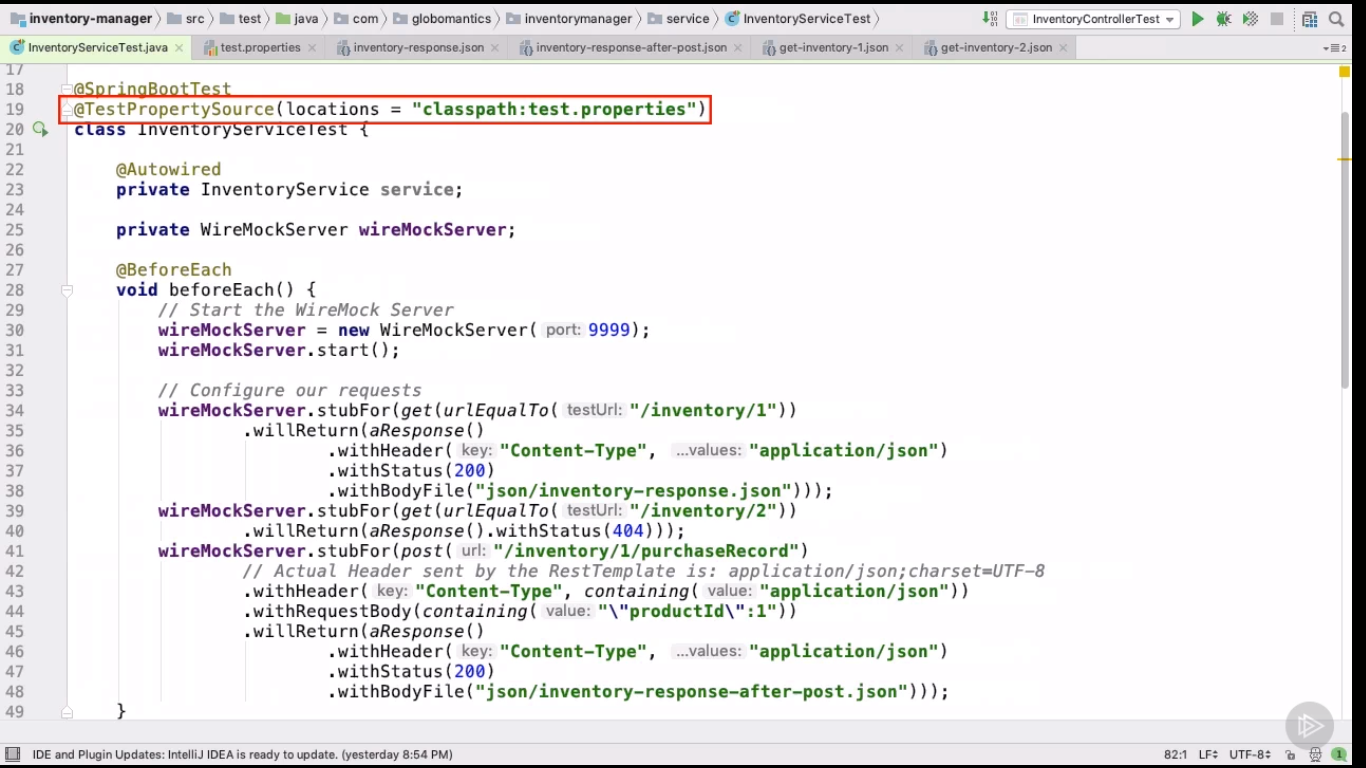 inventory-manager src test java com globomantics inventorymanager service InventoryServiceTest InventoryControllerTest
InventoryServiceTest.java test.properties inventory-response.json inventory-response-after-post.json get-inventory-1.json get-inventory-2.json 2
17
18 @SpringBootTest
19 @TestPropertySource(locations = "classpath:test.properties")
20 class InventoryServiceTest {
21
22 @Autowired
23 private InventoryService service;
24
25 private WireMockServer wireMockServer;
26
27 @BeforeEach
28 void beforeEach() {
29 // Start the WireMock Server
30 wireMockServer = new WireMockServer( port: 9999);
31 wireMockServer.start();
32
33 // Configure our requests
34 wireMockServer.stubFor(get(urlEqualTo( testUrl: "/inventory/1"))
35 .willReturn(aResponse()
36 .withHeader( key: "Content-Type", ...values: "application/json")
37 .withStatus(200)
38 .withBodyFile("json/inventory-response.json")));
39 wireMockServer.stubFor(get(urlEqualTo( testUrl: "/inventory/2"))
40 .willReturn(aResponse().withStatus(404)));
41 wireMockServer.stubFor(post( url: "/inventory/1/purchaseRecord")
42 // Actual Header sent by the RestTemplate is: application/json;charset=UTF-8
43 .withHeader( key: "Content-Type", containing( value: "application/json"))
44 .withRequestBody(containing( value: "\"productId\":1"))
45 .willReturn(aResponse()
46 .withHeader( key: "Content-Type", ...values: "application/json")
47 .withStatus(200)
48 .withBodyFile("json/inventory-response-after-post.json")));
49 }
IDE and Plugin Updates: IntelliJ IDEA is ready to update. (yesterday 8:54 PM) 82:1 LF UTF-8 1